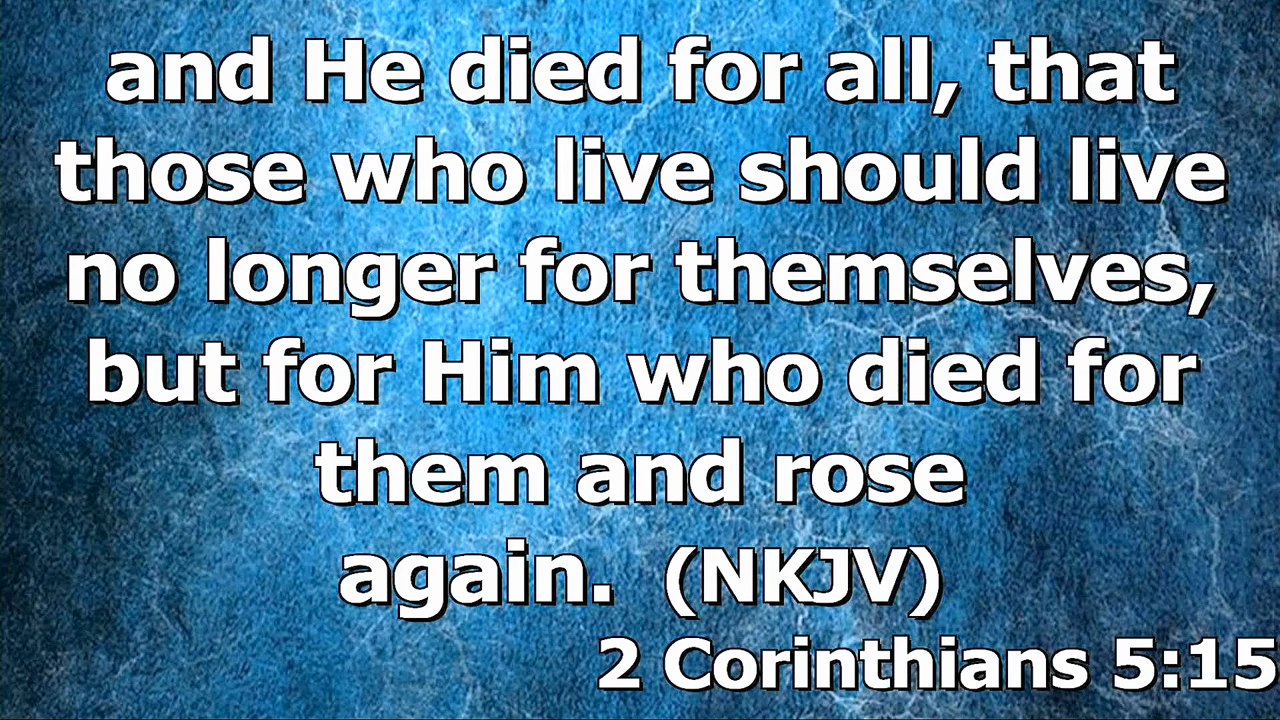 and He died for all, that
those who live should live
no longer for themselves,
but for Him who died for
them and rose
again. (NKJV)
2 Corinthians 5:15